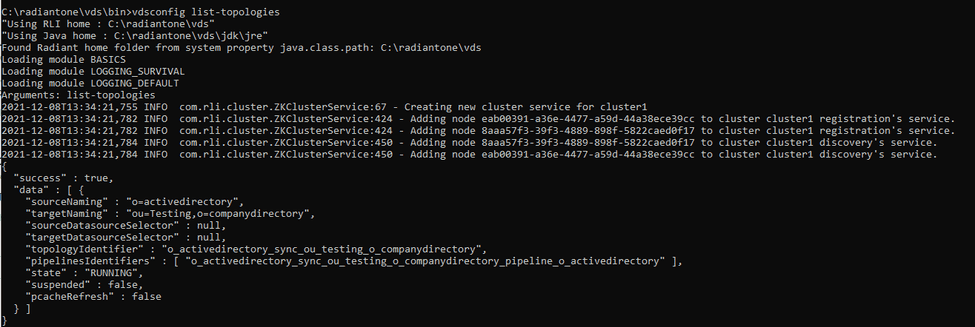 C:\radiantone\vds\bin>vdsconfig list-topologies
"Using RLI home : C:\radiantone\vds"
"Using Java home : C:\radiantone\vds\jdk\jre"
Found Radiant home folder from system property java.class.path: C:\radiantone\vds
Loading module BASICS
Loading module LOGGING_SURVIVAL
Loading module LOGGING_DEFAULT
Arguments: list-topologies
2021-12-08T13:34:21,755 INFO  com.rli.cluster.ZKClusterService:67 - Creating new cluster service for cluster1
2021-12-08T13:34:21,782 INFO  com.rli.cluster.ZKClusterService:424 - Adding node eab00391-a36e-4477-a59d-44a38ece39cc to cluster cluster1 registration's service.
2021-12-08T13:34:21,782 INFO  com.rli.cluster.ZKClusterService:424 - Adding node 8aaa57f3-39f3-4889-898f-5822caed0f17 to cluster cluster1 registration's service.
2021-12-08T13:34:21,784 INFO  com.rli.cluster.ZKClusterService:450 - Adding node 8aaa57f3-39f3-4889-898f-5822caed0f17 to cluster cluster1 discovery's service.
2021-12-08T13:34:21,784 INFO  com.rli.cluster.ZKClusterService:450 - Adding node eab00391-a36e-4477-a59d-44a38ece39cc to cluster cluster1 discovery's service.
{
  "success" : true,
  "data" : [ {
    "sourceNaming" : "o=activedirectory",
    "targetNaming" : "ou=Testing,o=companydirectory",
    "sourceDatasourceSelector" : null,
    "targetDatasourceSelector" : null,
    "topologyIdentifier" : "o_activedirectory_sync_ou_testing_o_companydirectory",
    "pipelinesIdentifiers" : [ "o_activedirectory_sync_ou_testing_o_companydirectory_pipeline_o_activedirectory" ],
    "state" : "RUNNING",
    "suspended" : false,
    "pcacheRefresh" : false
  } ]
}